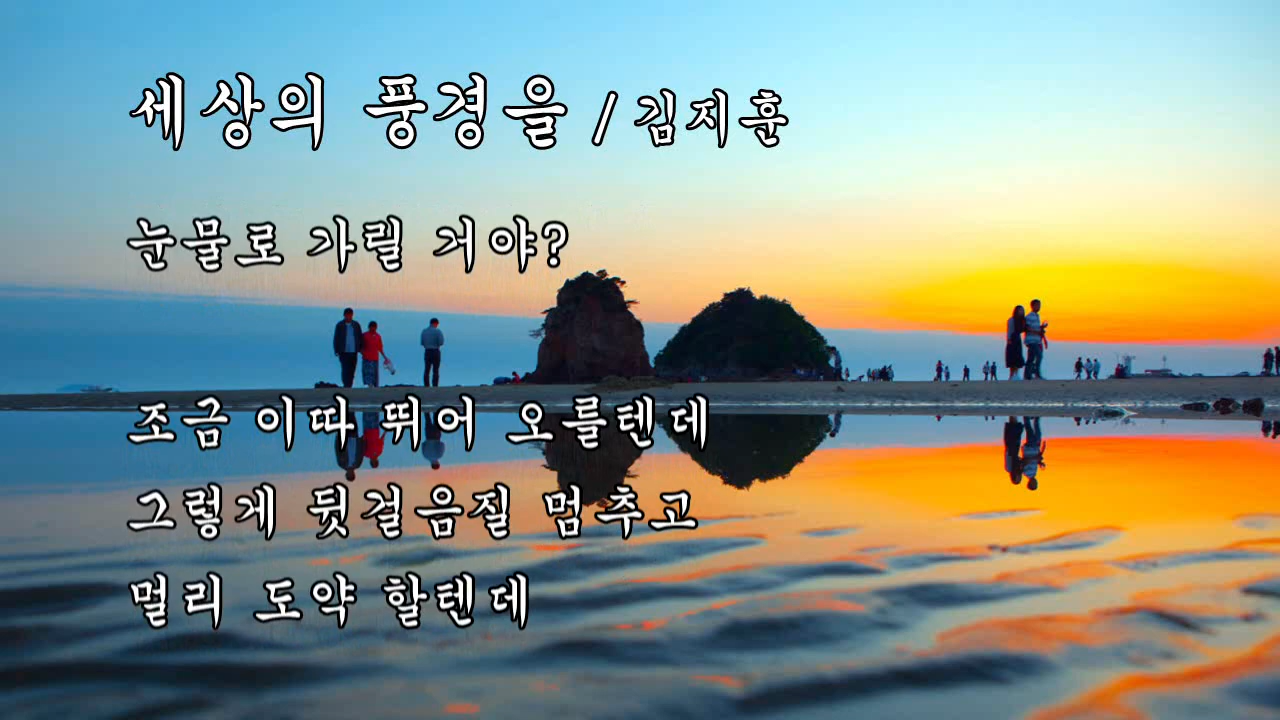 세상의 풍경을 / 김지훈
눈물로 가릴 거야?
조금 이따 뛰어 오를텐데
그렇게 뒷걸음질 멈추고
멀리 도약 할텐데